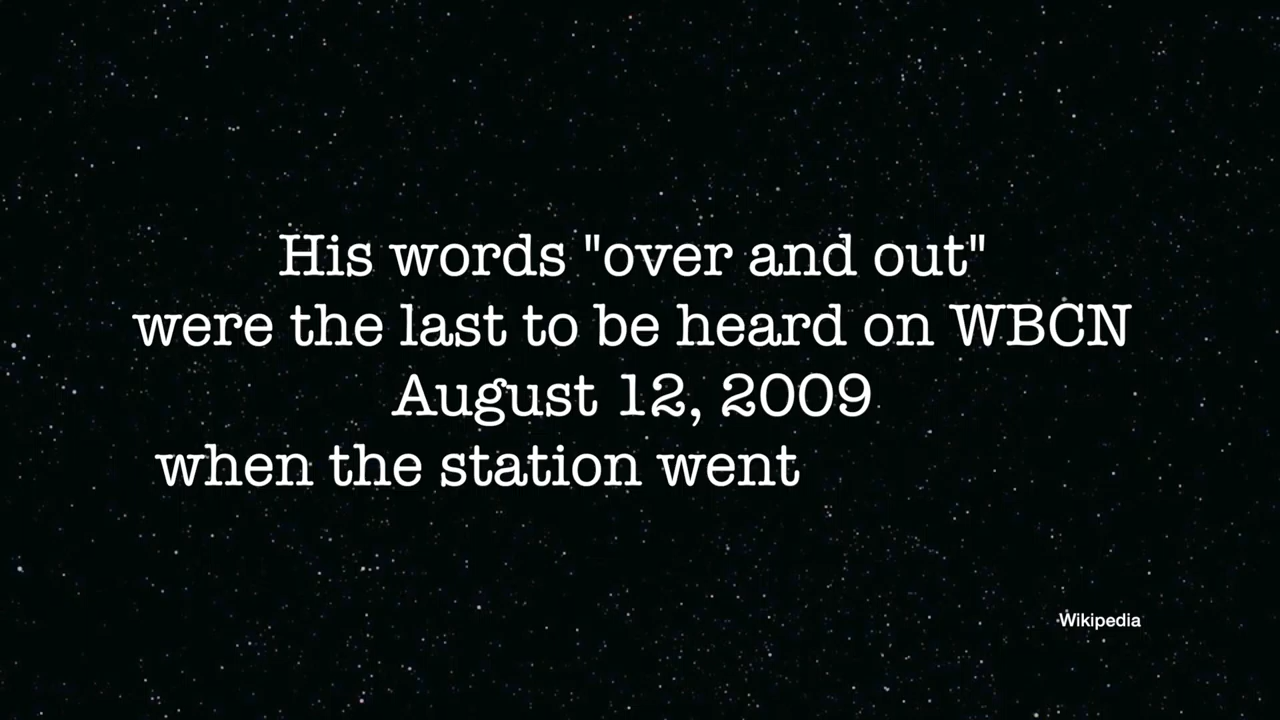 His words "over and out"
were the last to be heard on WBCN
August 12, 2009
when the station went
Wikipedia